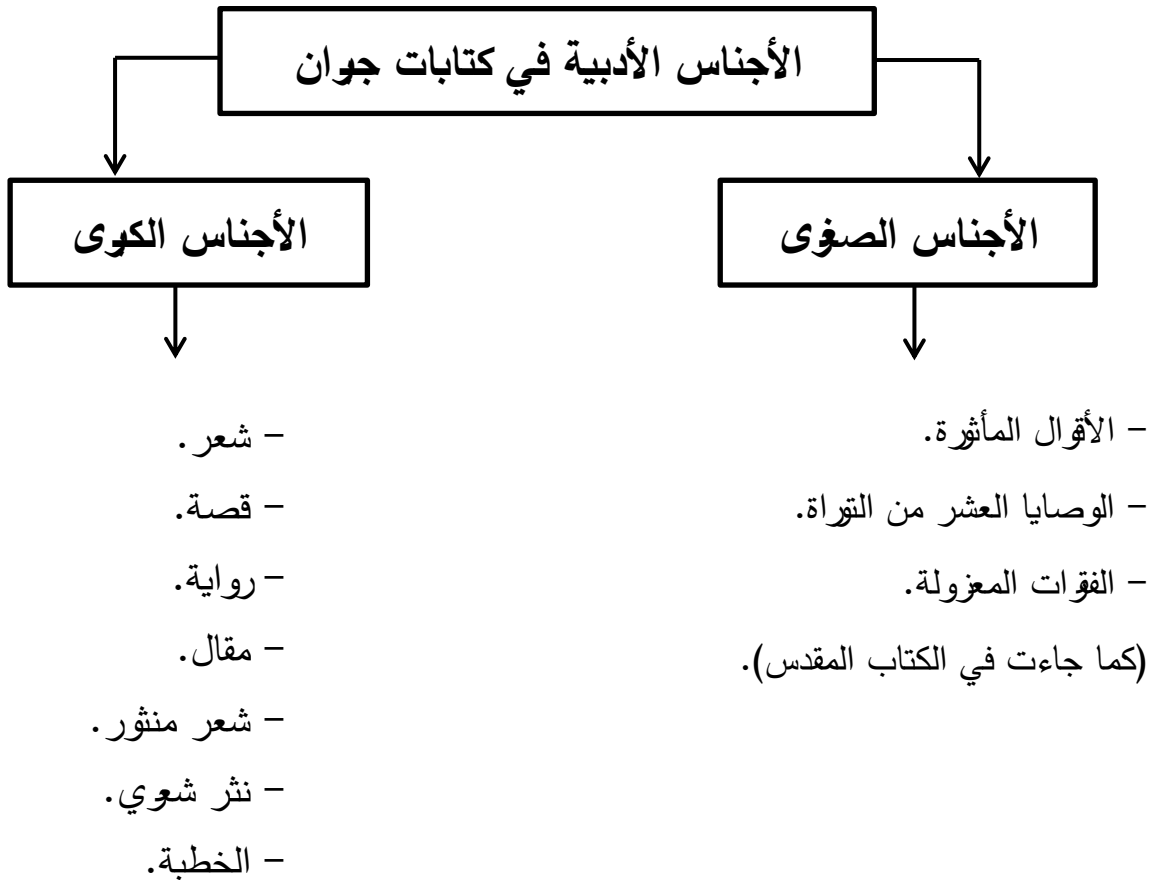 الأجناس الأدبية في كتابات جبران
الأجناس الصغرى
الأجناس الكبرى
– الأقوال المأثورة.
– الوصايا العشر من التوراة.
– الفقرات المعزولة.
(كما جاءت في الكتاب المقدس).
– شعر.
– قصة.
– رواية.
– مقال.
– شعر منثور.
– نثر شعري.
– الخطبة.